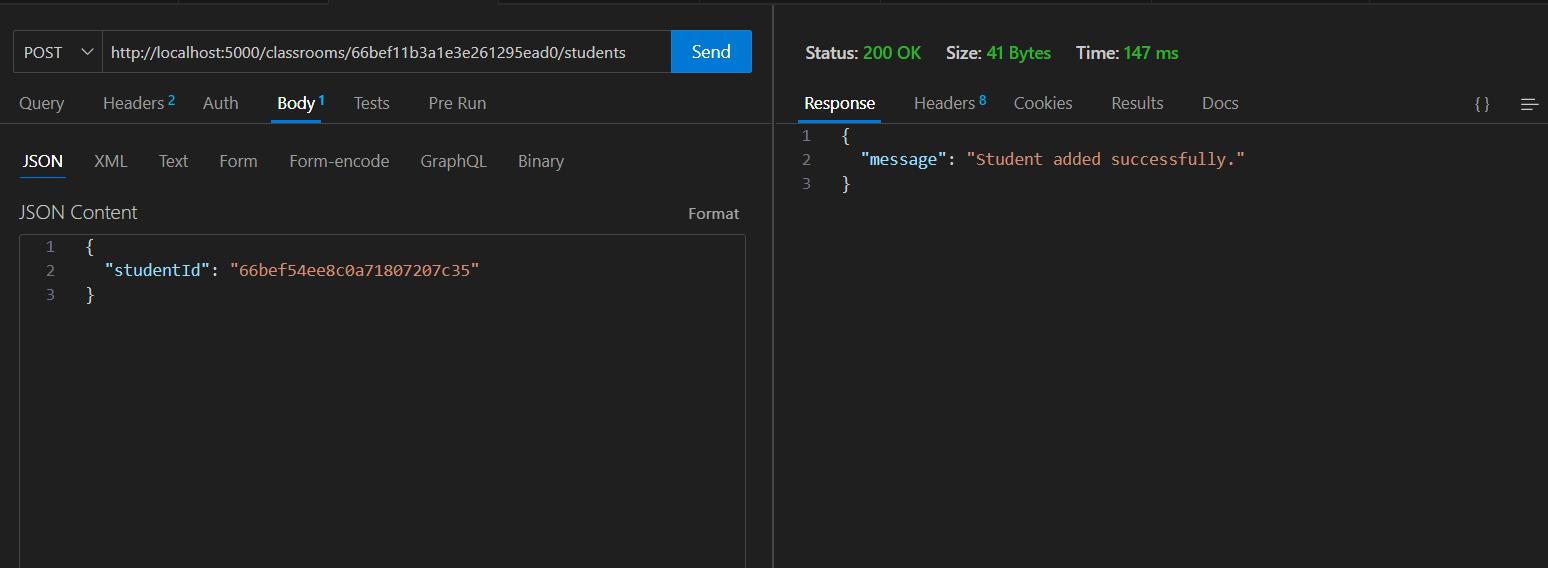 POST http://localhost:5000/classrooms/66bef11b3a1e3e261295ead0/students Send
Query Headers 2 Auth Body 1 Tests Pre Run
JSON XML Text Form Form-encode GraphQL Binary
JSON Content Format
1 {
2 "studentId": "66bef54ee8c0a71807207c35"
3 }
Status: 200 OK Size: 41 Bytes Time: 147 ms
Response Headers 8 Cookies Results Docs {}
1 {
2 "message": "Student added successfully."
3 }